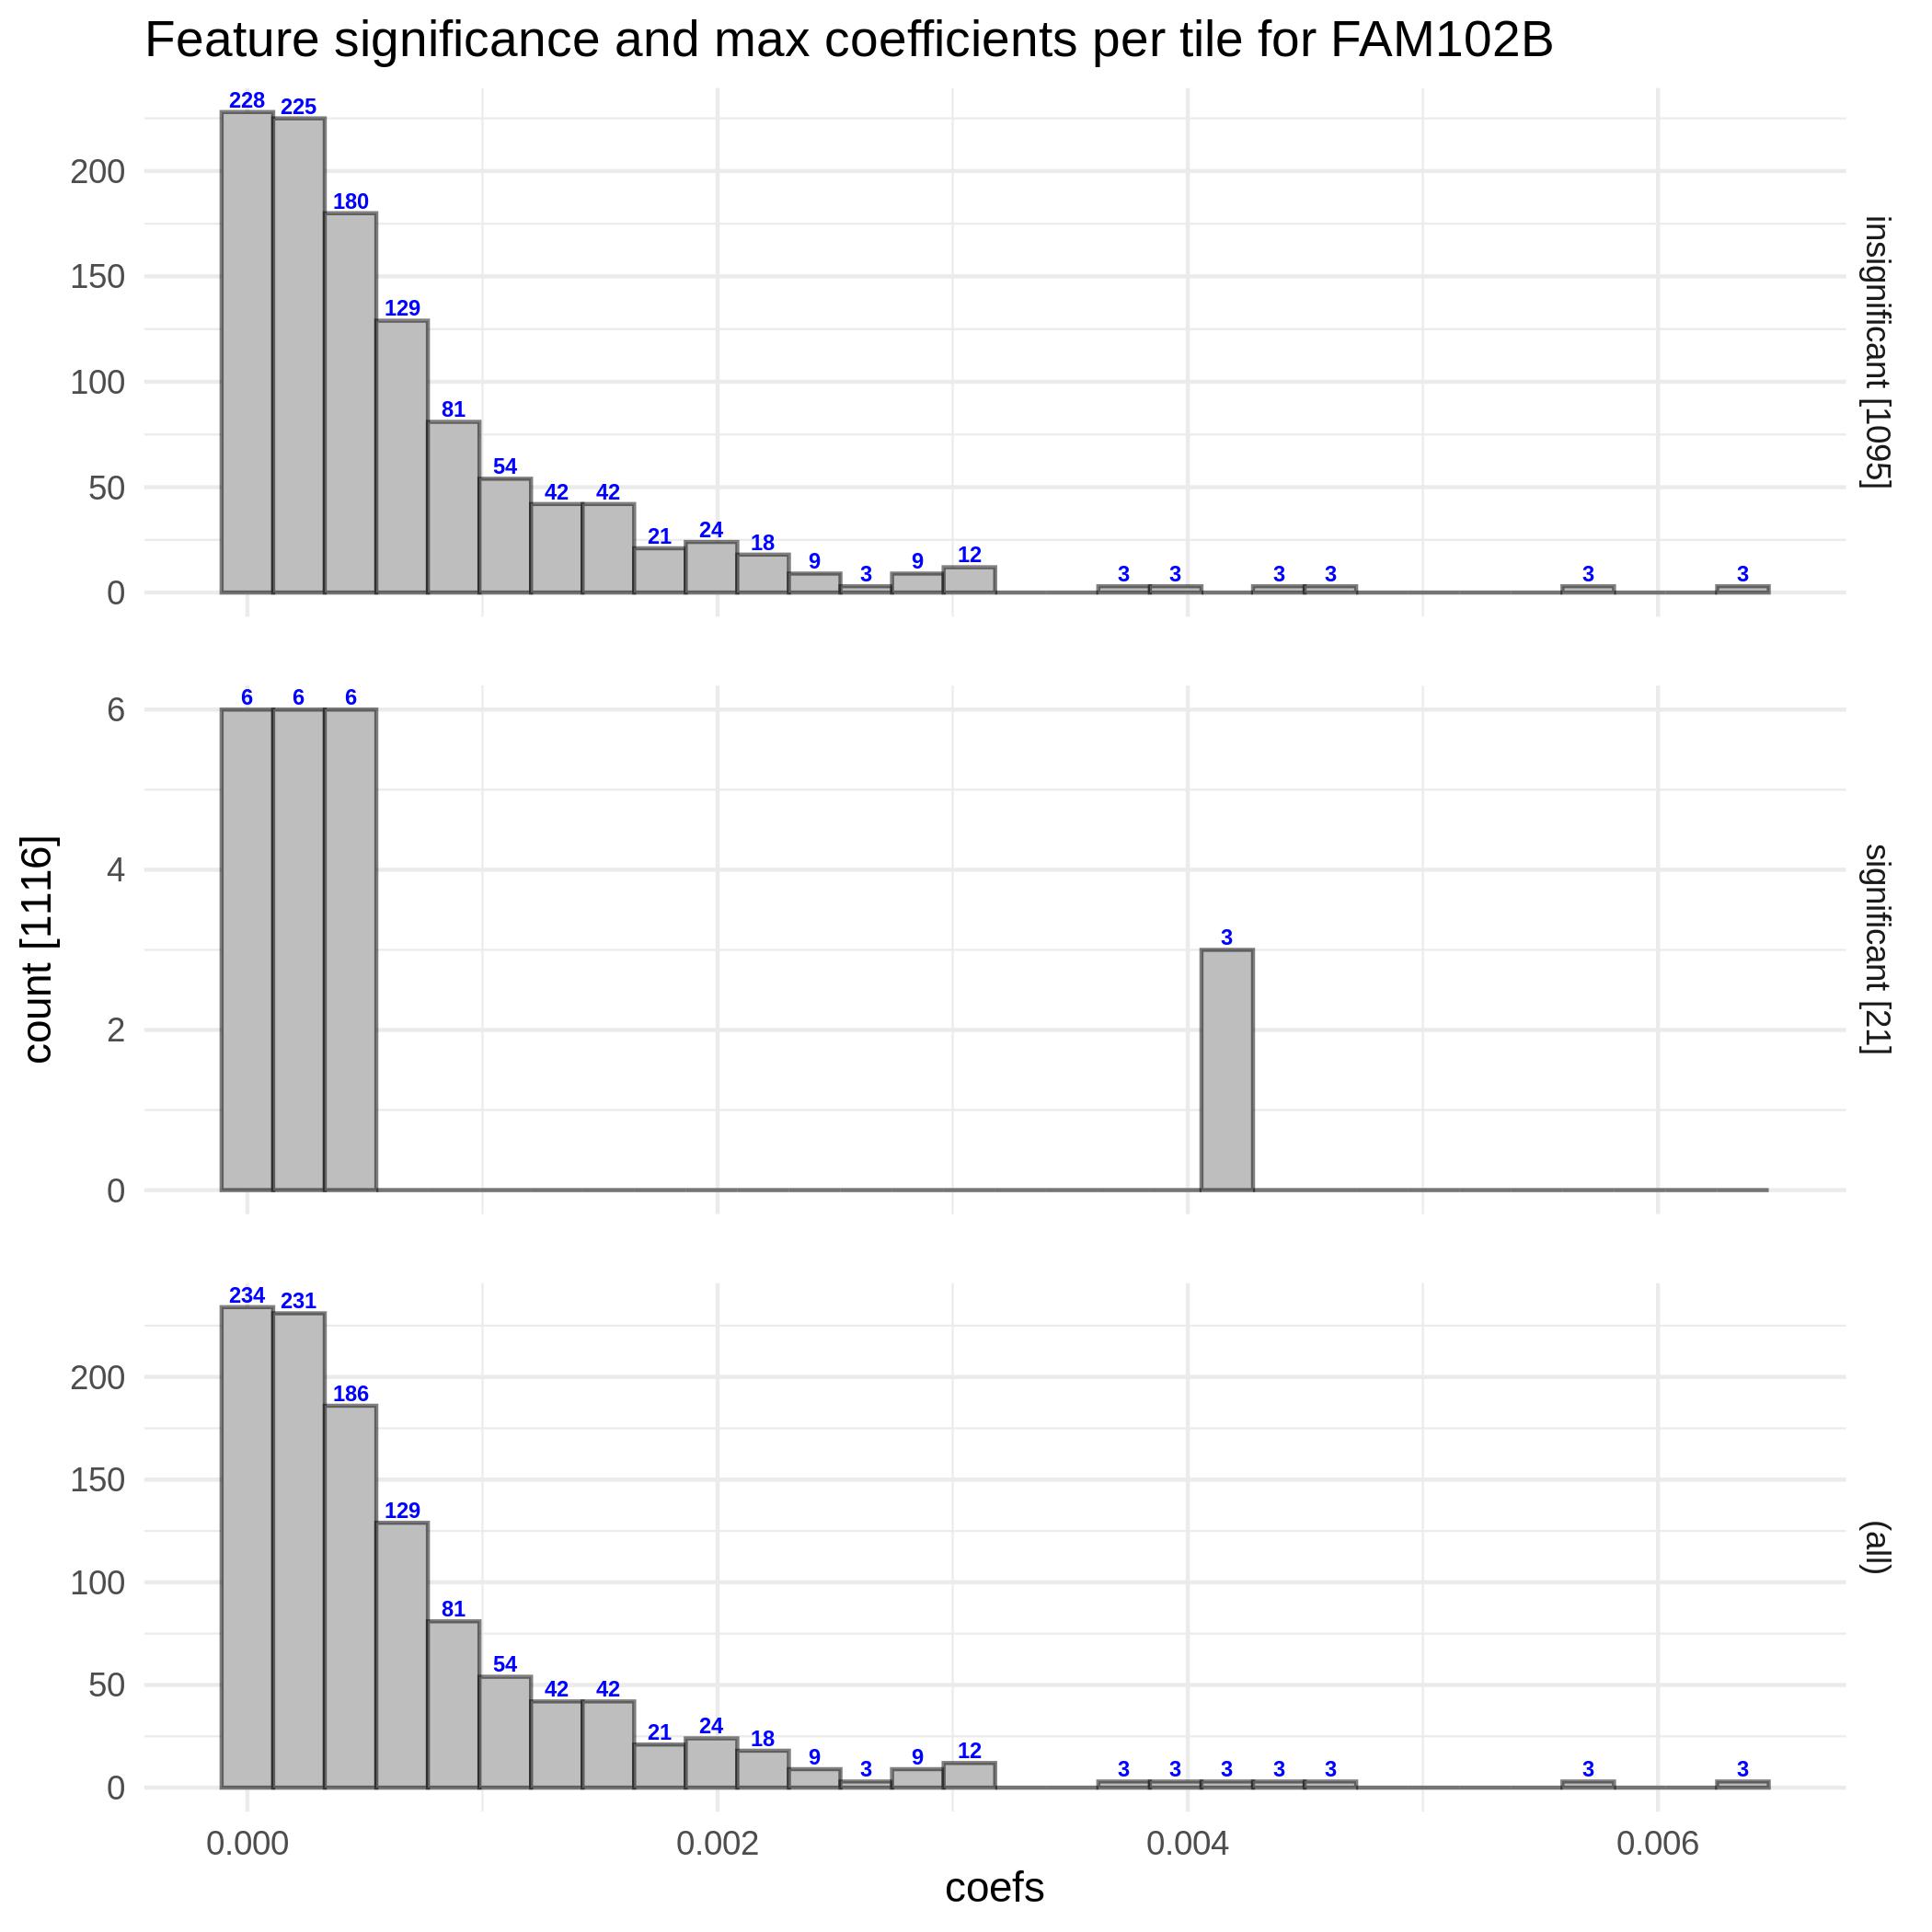 Feature significance and max coefficients per tile for FAM102B
228 225 180 129 81 54 42 42 21 24 18 9 3 9 12 3 3 3 3 3 3
200
150
100
50
0
insignificant [1095]
6 6 6 3
6
4
2
0
significant [21]
count [1116]
234 231 186 129 81 54 42 42 21 24 18 9 3 9 12 3 3 3 3 3 3 3
200
150
100
50
0
(all)
0.000 0.002 0.004 0.006
coefs